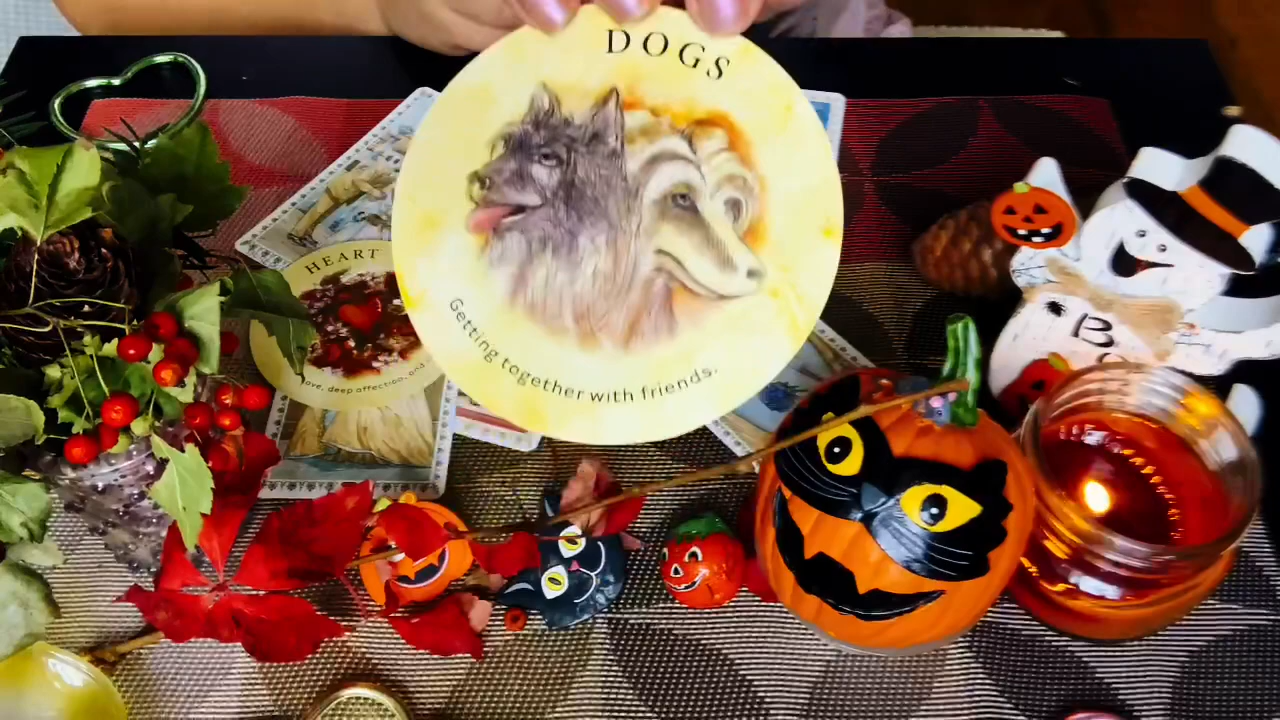 DOGS
Getting together with friends.
HEART
love, deep affection, and
B